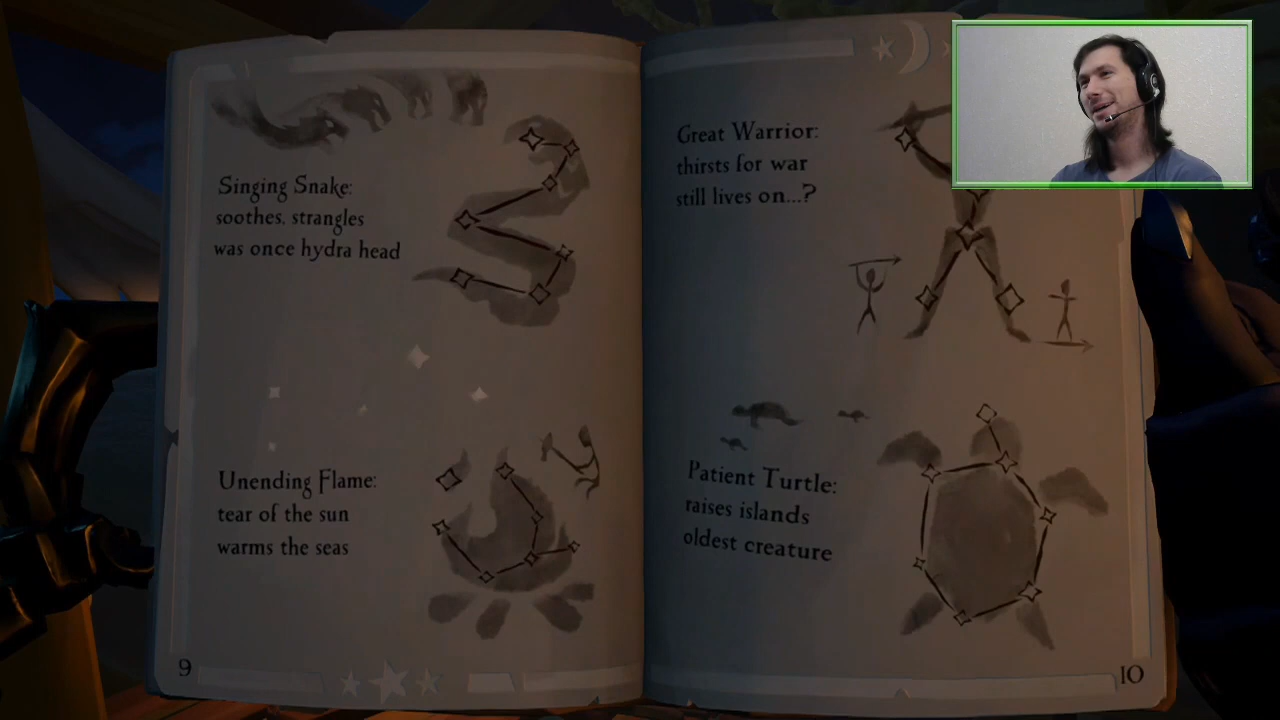 Singing Snake:
soothes, strangles
was once hydra head
Unending Flame:
tear of the sun
warms the seas
9
Great Warrior:
thirsts for war
still lives on...?
Patient Turtle:
raises islands
oldest creature
10